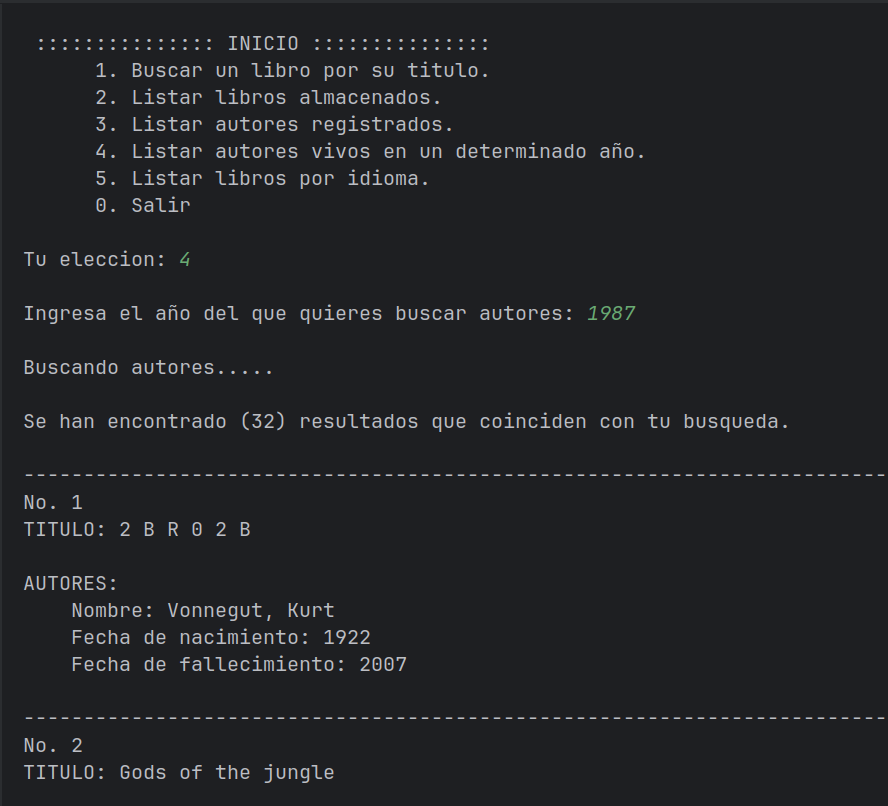 ::::::::::::::: INICIO :::::::::::::::
1. Buscar un libro por su titulo.
2. Listar libros almacenados.
3. Listar autores registrados.
4. Listar autores vivos en un determinado año.
5. Listar libros por idioma.
0. Salir
Tu eleccion: 4
Ingresa el año del que quieres buscar autores: 1987
Buscando autores.....
Se han encontrado (32) resultados que coinciden con tu busqueda.
------------------------------------------------------------------------
No. 1
TITULO: 2 B R 0 2 B
AUTORES:
Nombre: Vonnegut, Kurt
Fecha de nacimiento: 1922
Fecha de fallecimiento: 2007
------------------------------------------------------------------------
No. 2
TITULO: Gods of the jungle